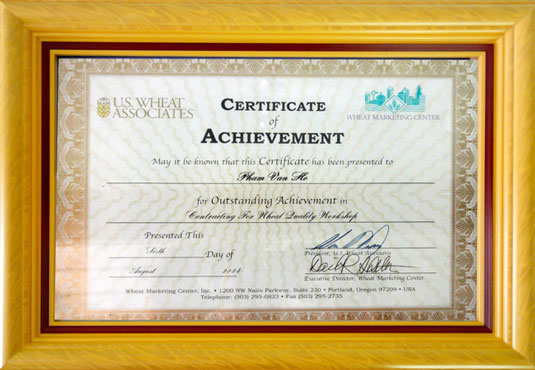 U.S. WHEAT
ASSOCIATES
WHEAT MARKETING CENTER
CERTIFICATE
of
ACHIEVEMENT
May it be known that this Certificate has been presented to
Pham Van Ho
for Outstanding Achievement in
Contracting For Wheat Quality Workshop
Presented This
Sixth Day of
August 2004
President, U.S. Wheat Associates
Executive Director, Wheat Marketing Center
Wheat Marketing Center, Inc. • 1200 NW Naito Parkway, Suite 230 • Portland, Oregon 97209 • USA
Telephone: (503) 295-0823 • Fax (503) 295-2735